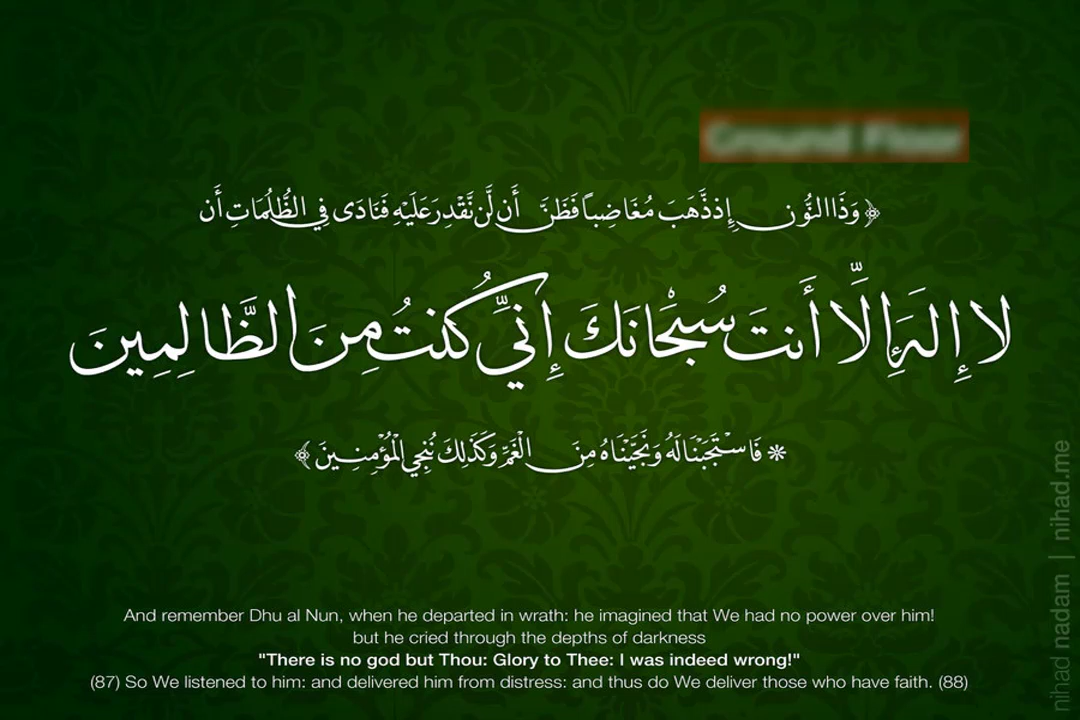 ﴿ وَذَا النُّونِ إِذ ذَّهَبَ مُغَاضِبًا فَظَنَّ أَن لَّن نَّقْدِرَ عَلَيْهِ فَنَادَى فِي الظُّلُمَاتِ أَن
لَا إِلَهَ إِلَّا أَنتَ سُبْحَانَكَ إِنِّي كُنتُ مِنَ الظَّالِمِينَ
* فَاسْتَجَبْنَا لَهُ وَنَجَّيْنَاهُ مِنَ الْغَمِّ وَكَذَلِكَ نُنجِي الْمُؤْمِنِينَ ﴾
And remember Dhu al Nun, when he departed in wrath: he imagined that We had no power over him!
but he cried through the depths of darkness
"There is no god but Thou: Glory to Thee: I was indeed wrong!"
(87) So We listened to him: and delivered him from distress: and thus do We deliver those who have faith. (88)
nihad nadam | nihad.me